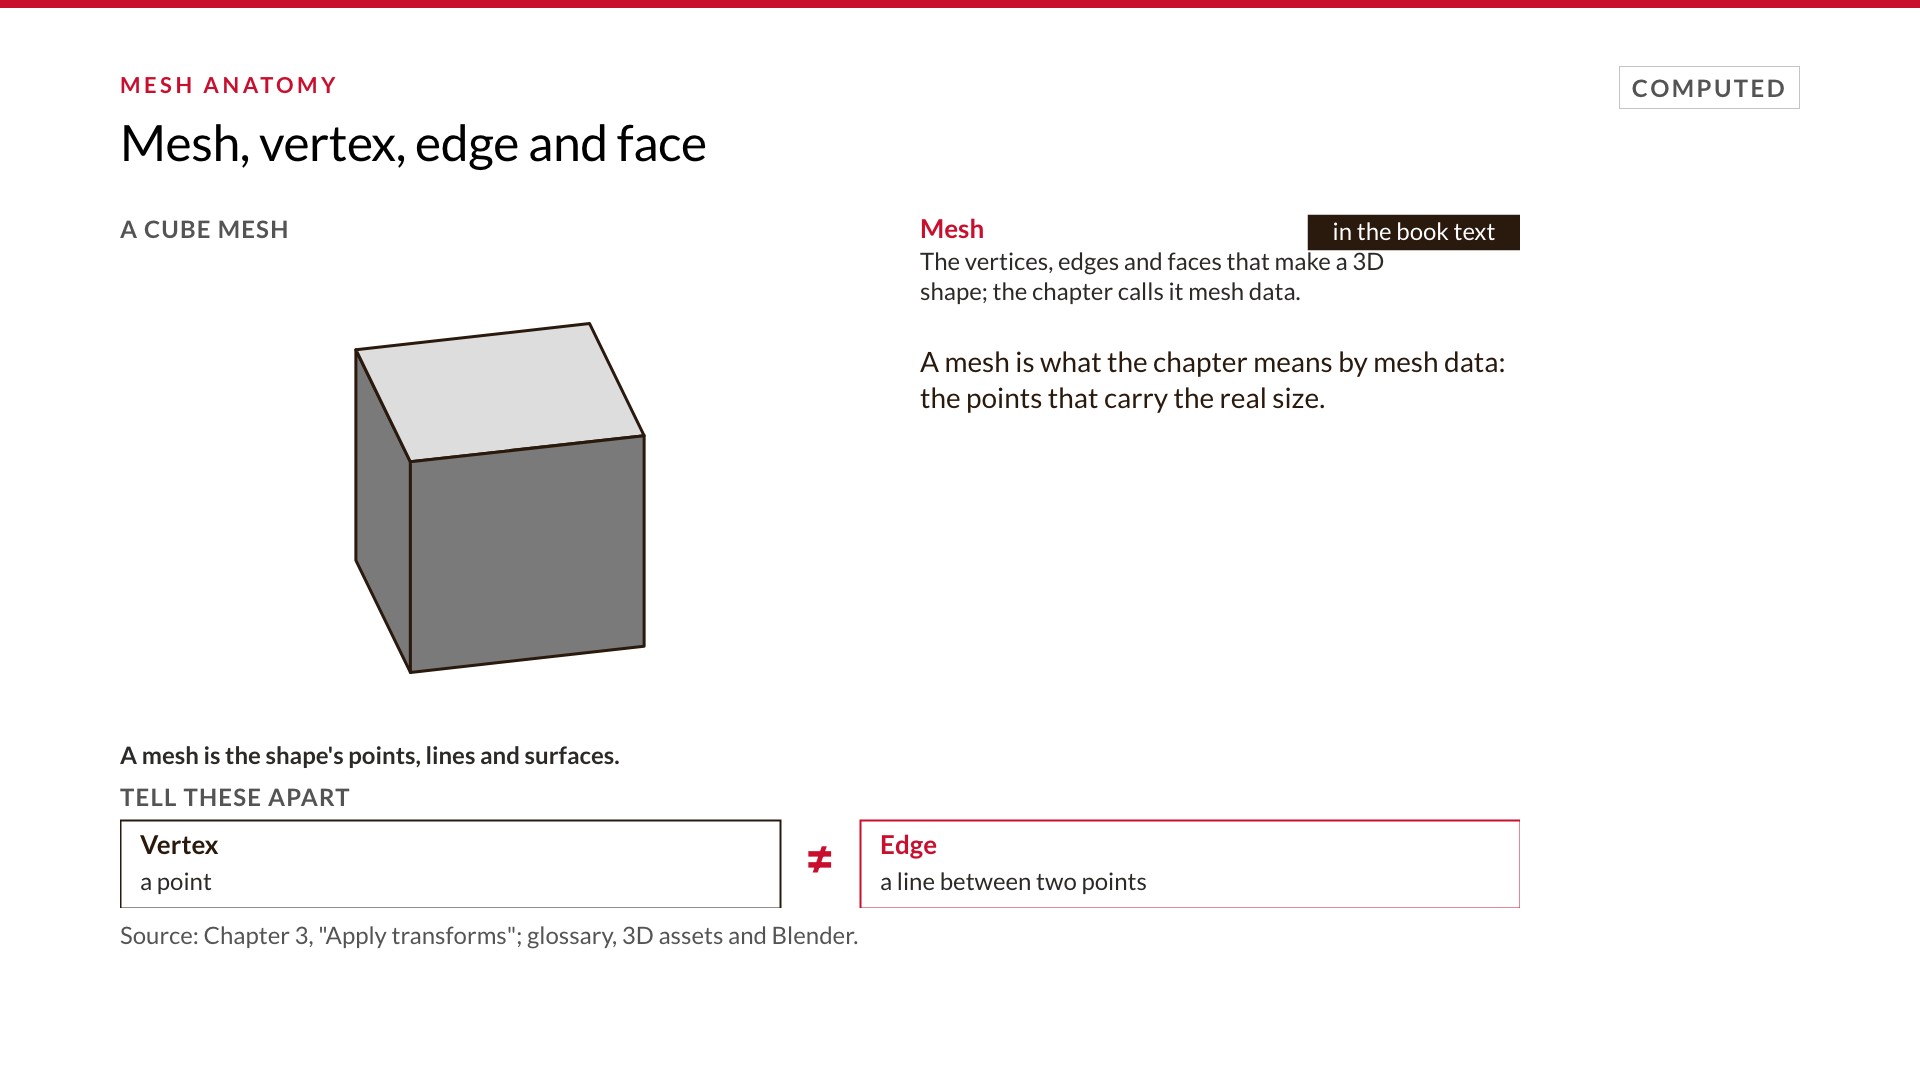 MESH ANATOMY
COMPUTED
Mesh, vertex, edge and face
A CUBE MESH
Mesh
in the book text
The vertices, edges and faces that make a 3D
shape; the chapter calls it mesh data.
A mesh is what the chapter means by mesh data:
the points that carry the real size.
A mesh is the shape's points, lines and surfaces.
TELL THESE APART
Vertex
a point
≠
Edge
a line between two points
Source: Chapter 3, "Apply transforms"; glossary, 3D assets and Blender.